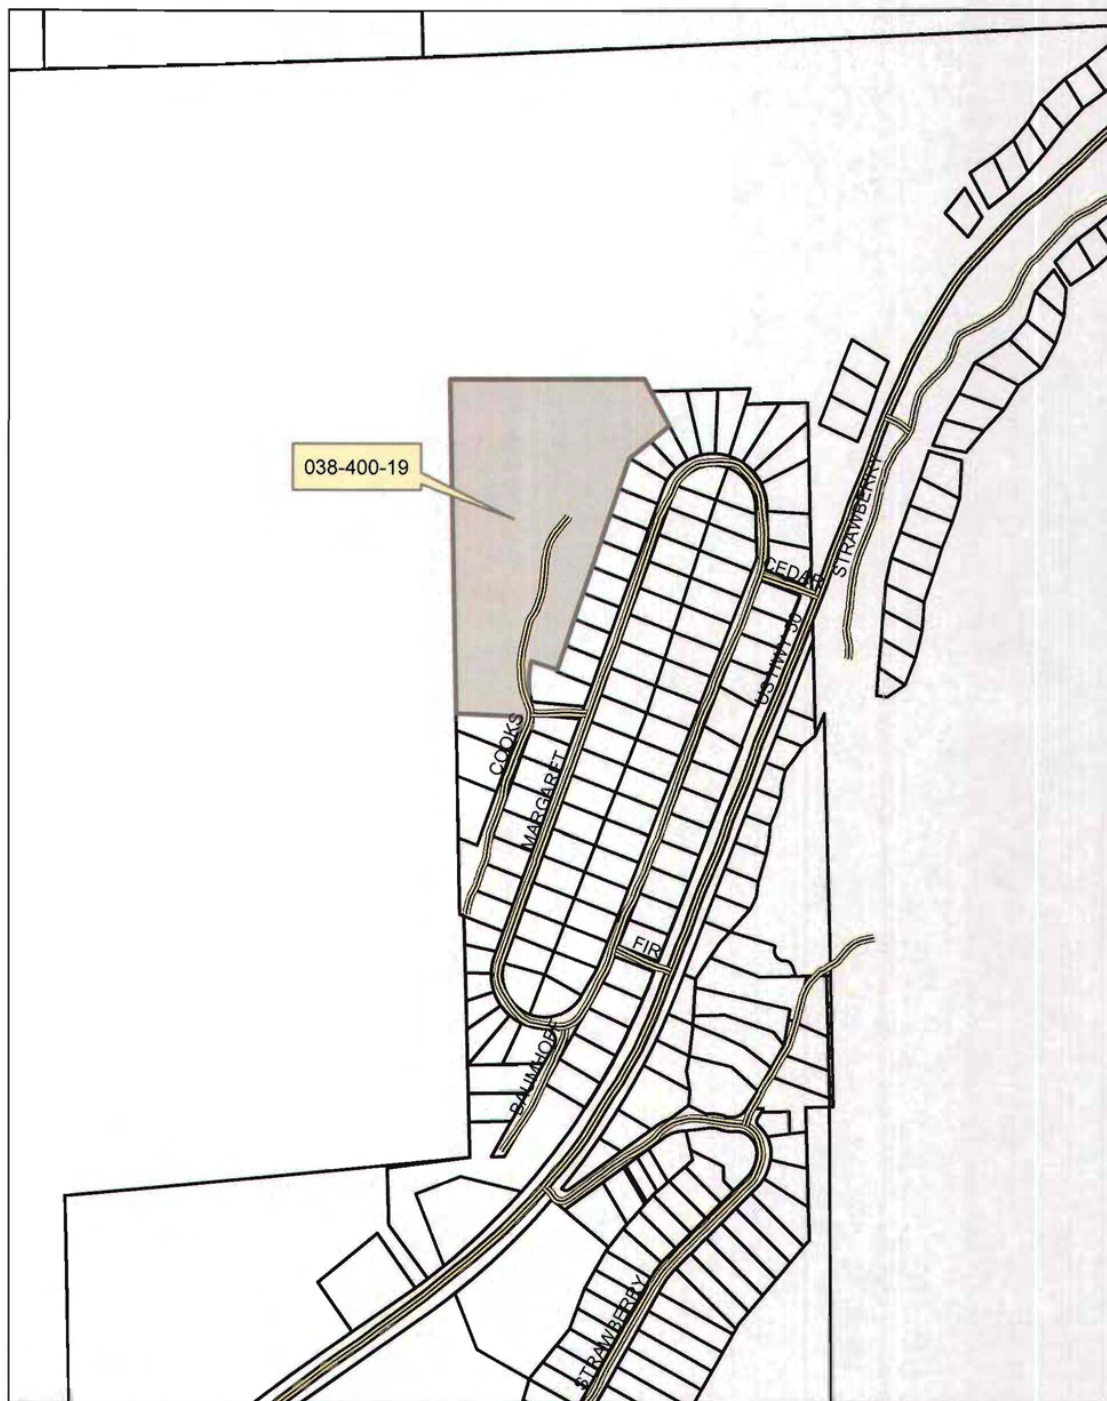 038-400-19
STRAWBERRY
CEDAR
US HWY 50
COOKS
MARGARET
FIR
BAUMHOFF
STRAWBERRY